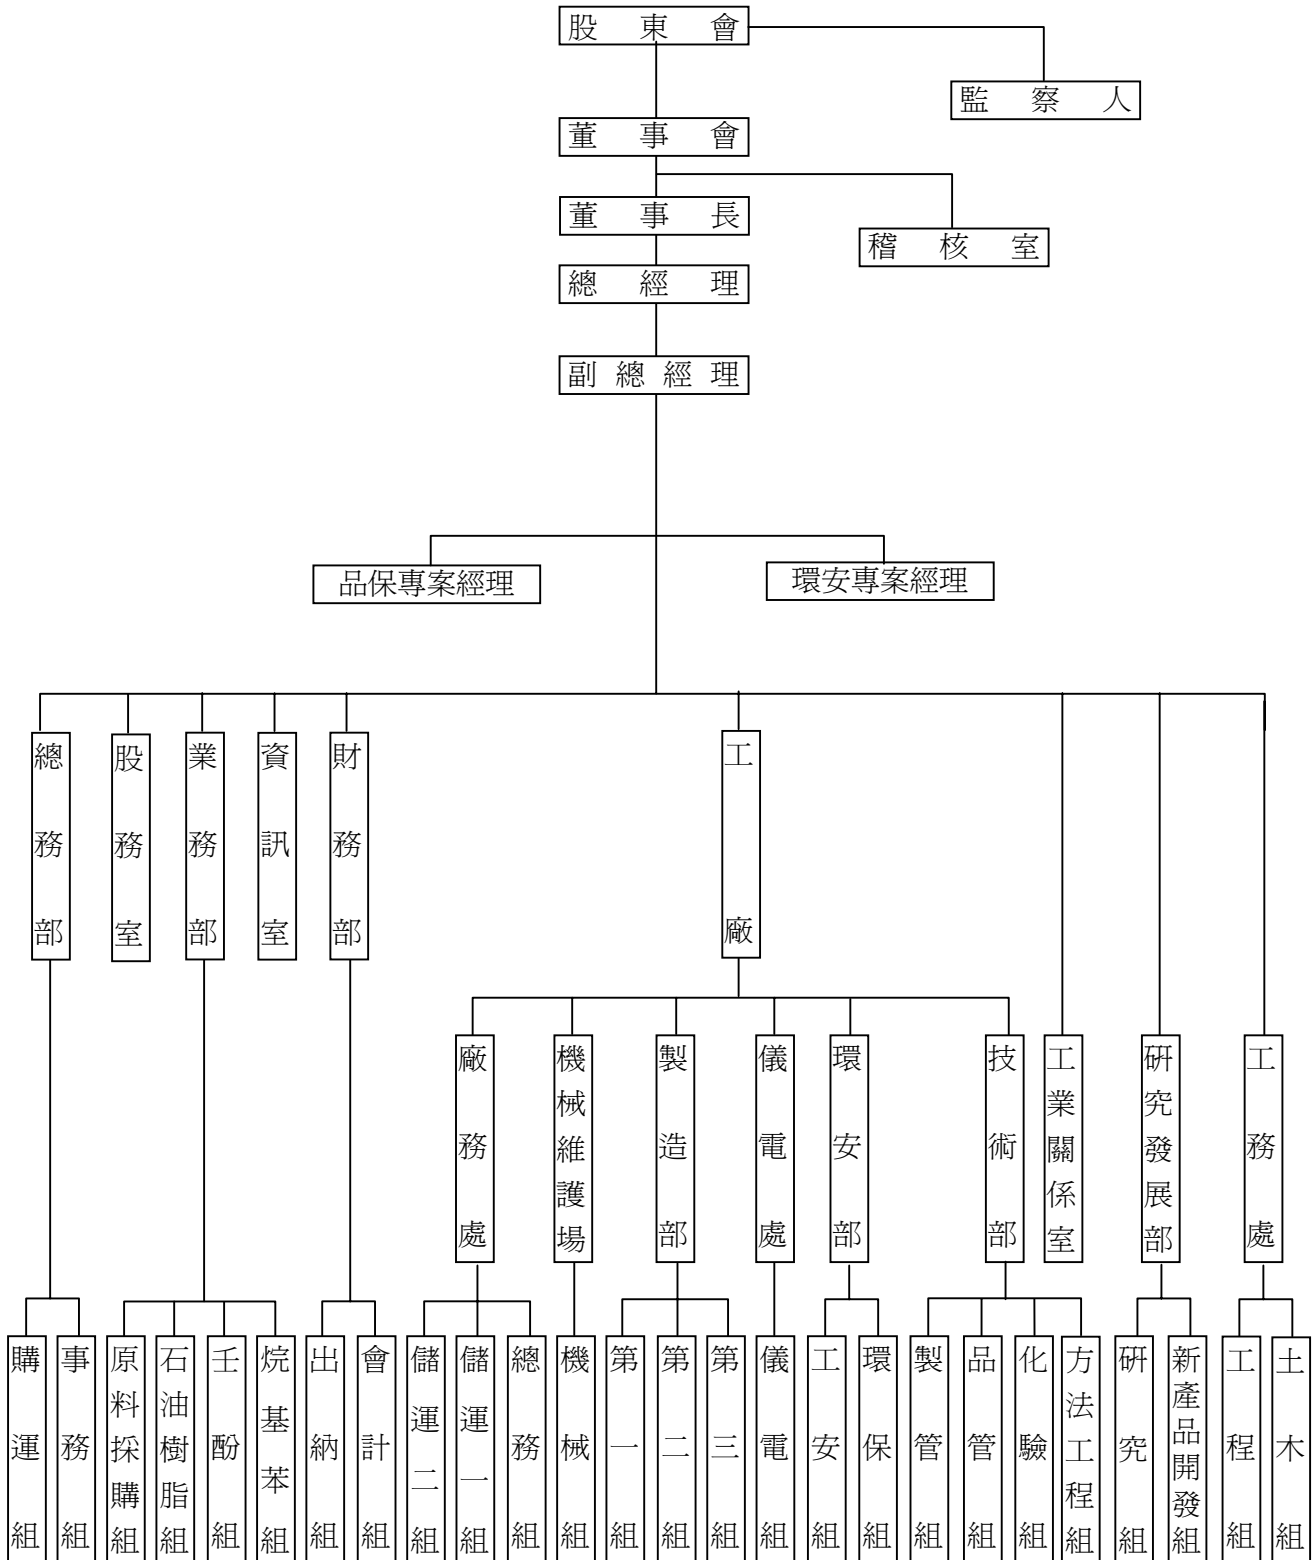 股東會
監察人
董事會
董事長
稽核室
總經理
副總經理
品保專案經理
環安專案經理
總務部
股務室
業務部
資訊室
財務部
工廠
廠務處
機械維護場
製造部
儀電處
環安部
技術部
工業關係室
研究發展部
工務處
購運組
事務組
原料採購組
石油樹脂組
壬酚組
烷基苯組
出納組
會計組
儲運二組
儲運一組
總務組
機械組
第一組
第二組
第三組
儀電組
工安組
環保組
製管組
品管組
化驗組
方法工程組
研究組
新產品開發組
工程組
土木組